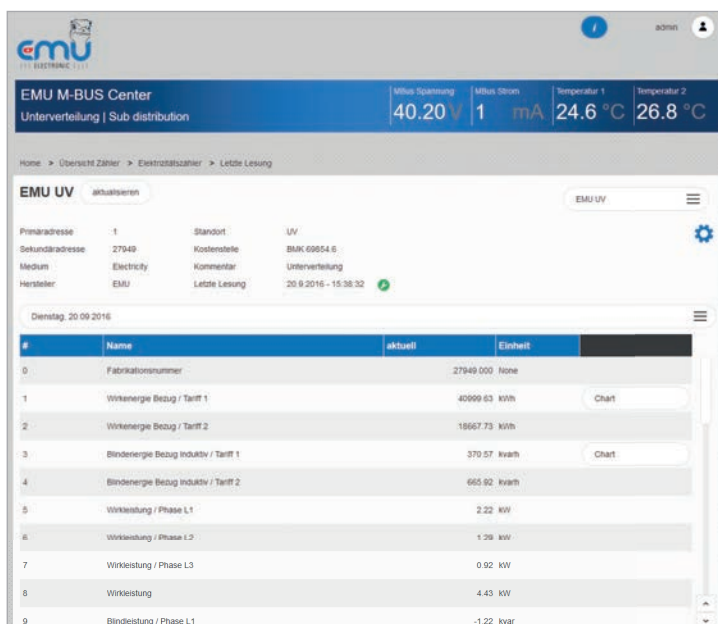 emu
ELECTRONIC
i admin
EMU M-BUS Center
Unterverteilung | Sub distribution
MBus Spannung MBus Strom Temperatur 1 Temperatur 2
40.20 V 1 mA 24.6 °C 26.8 °C
Home > Übersicht Zähler > Elektrizitätszähler > Letzte Lesung
EMU UV aktualisieren EMU UV
Primäradresse 1 Standort UV
Sekundäradresse 27949 Kostenstelle BMK 69854.6
Medium Electricity Kommentar Unterverteilung
Hersteller EMU Letzte Lesung 20.9.2016 - 15:38:32
Dienstag, 20.09.2016
# Name aktuell Einheit
0 Fabrikationsnummer 27949.000 None
1 Wirkenergie Bezug / Tariff 1 40999.63 kWh Chart
2 Wirkenergie Bezug / Tariff 2 18667.73 kWh
3 Blindenergie Bezug Induktiv / Tariff 1 370.57 kvarh Chart
4 Blindenergie Bezug Induktiv / Tariff 2 665.92 kvarh
5 Wirkleistung / Phase L1 2.22 kW
6 Wirkleistung / Phase L2 1.29 kW
7 Wirkleistung / Phase L3 0.92 kW
8 Wirkleistung 4.43 kW
9 Blindleistung / Phase L1 -1.22 kvar